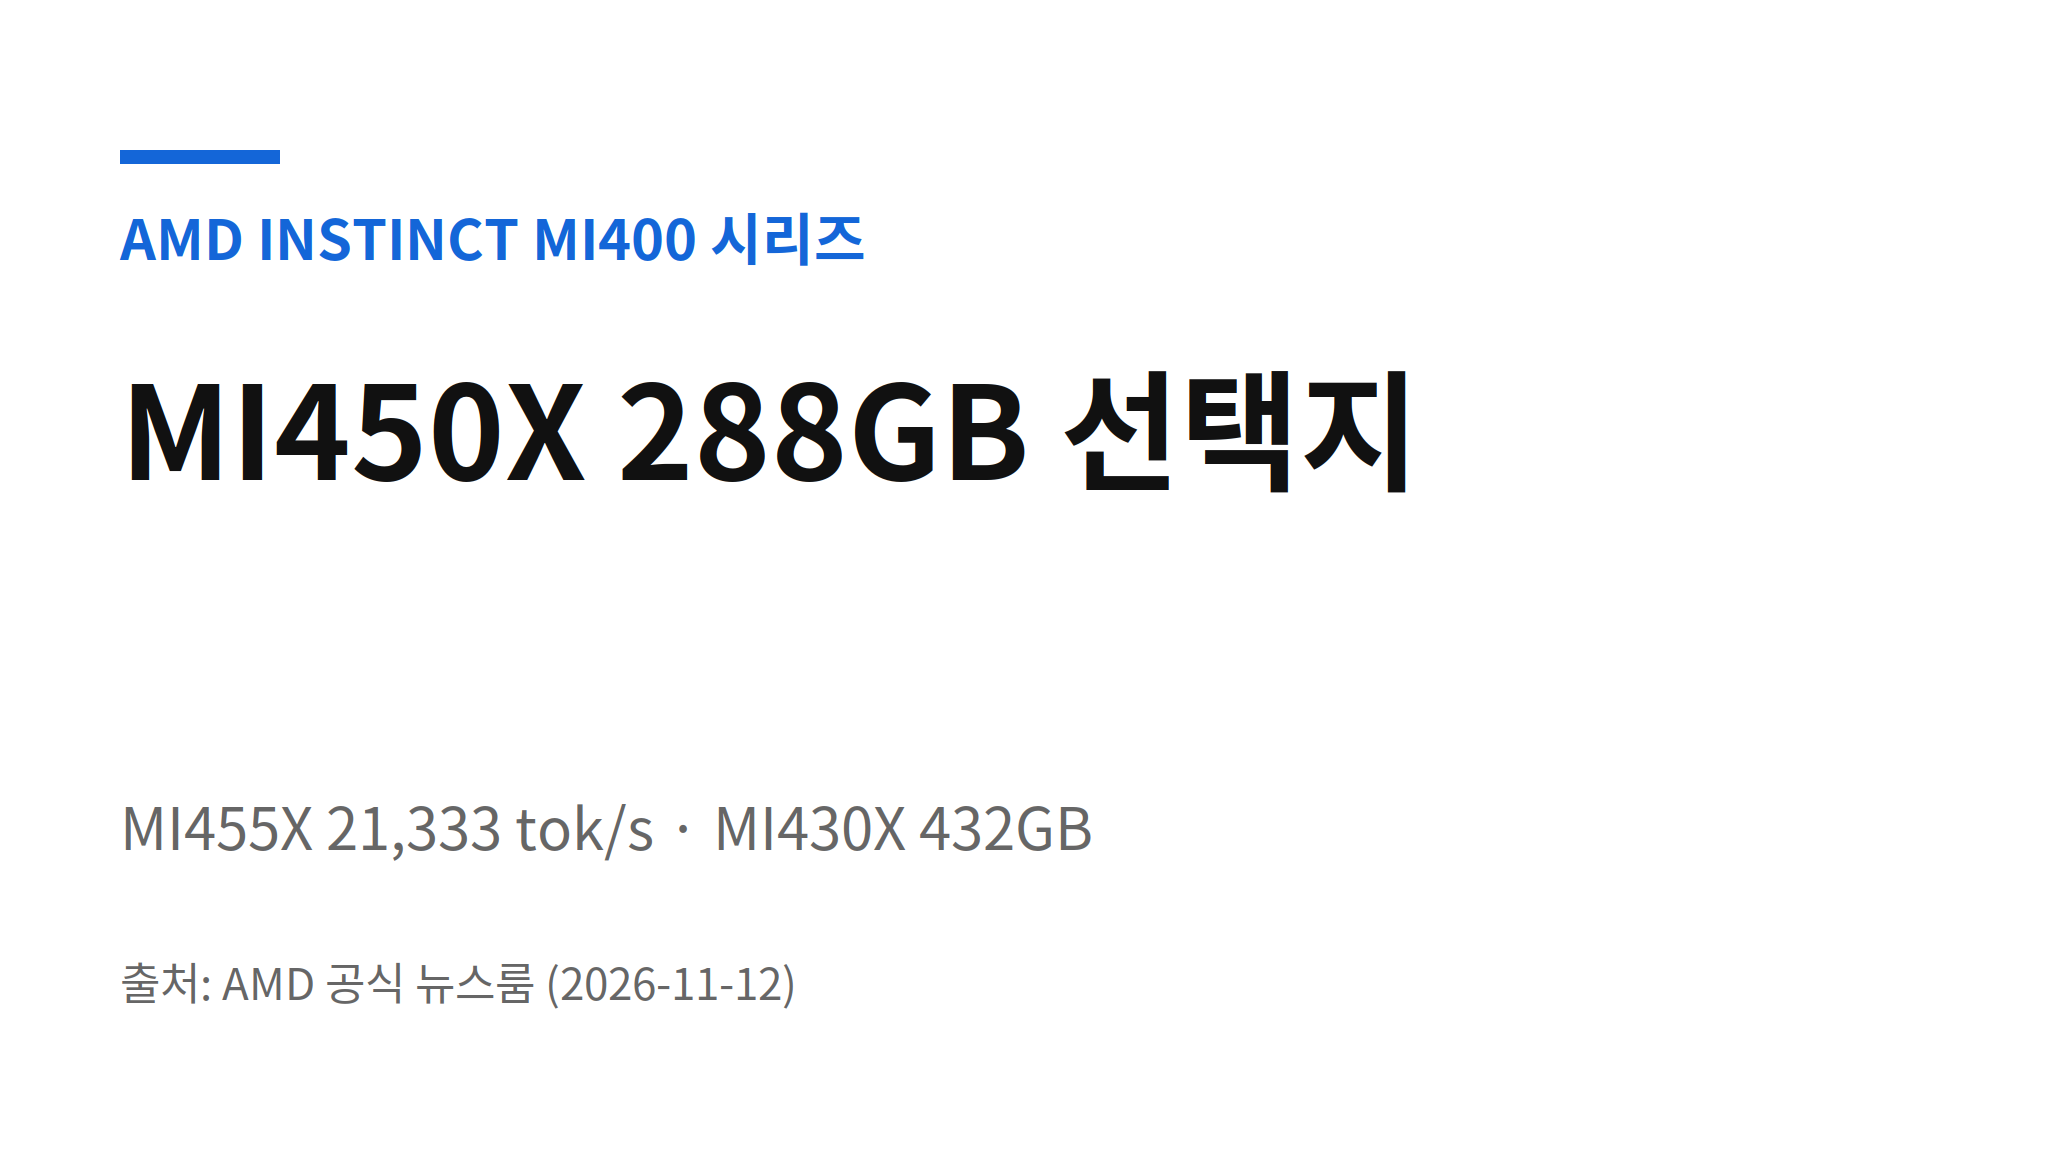 AMD INSTINCT MI400 시리즈
MI450X 288GB 선택지
MI455X 21,333 tok/s · MI430X 432GB
출처: AMD 공식 뉴스룸 (2026-11-12)